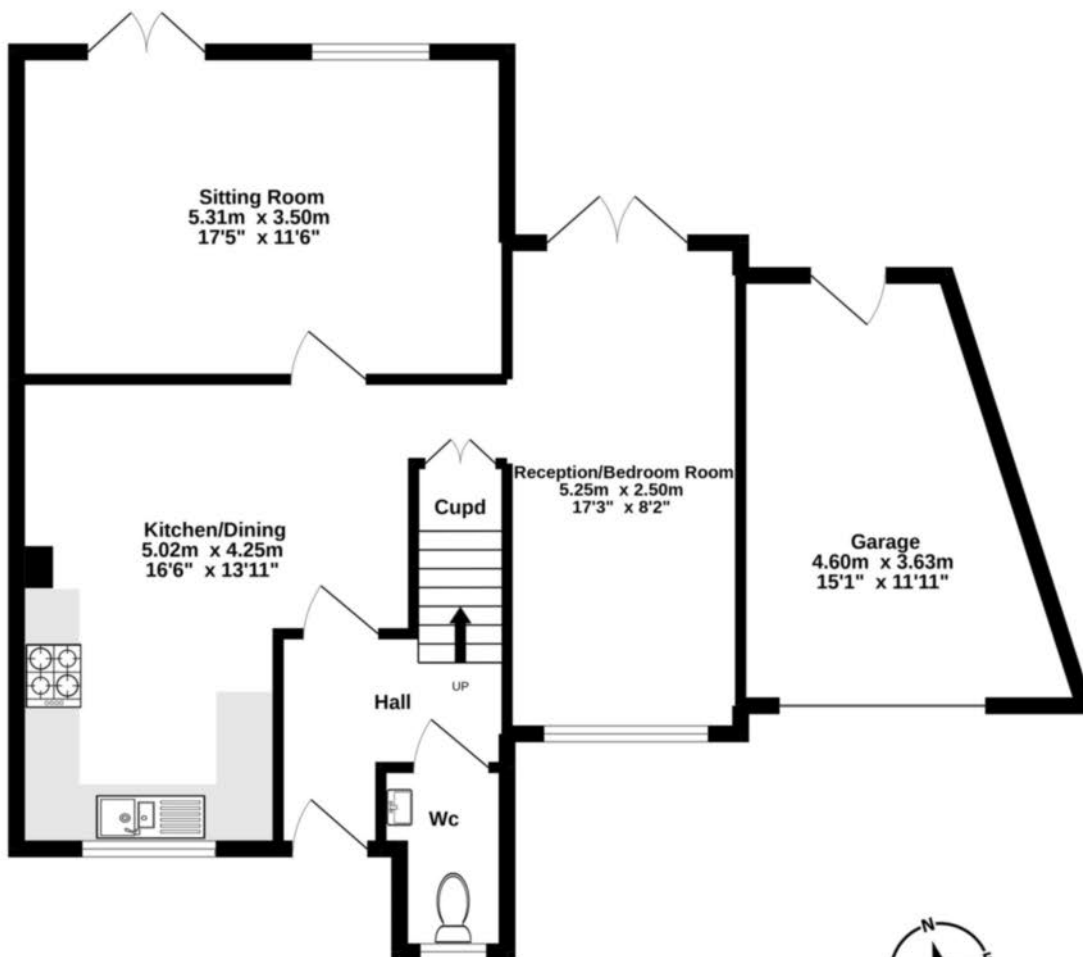 Sitting Room
5.31m x 3.50m
17'5" x 11'6"
Reception/Bedroom Room
5.25m x 2.50m
17'3" x 8'2"
Cupd
Kitchen/Dining
5.02m x 4.25m
16'6" x 13'11"
Garage
4.60m x 3.63m
15'1" x 11'11"
UP
Hall
Wc
N